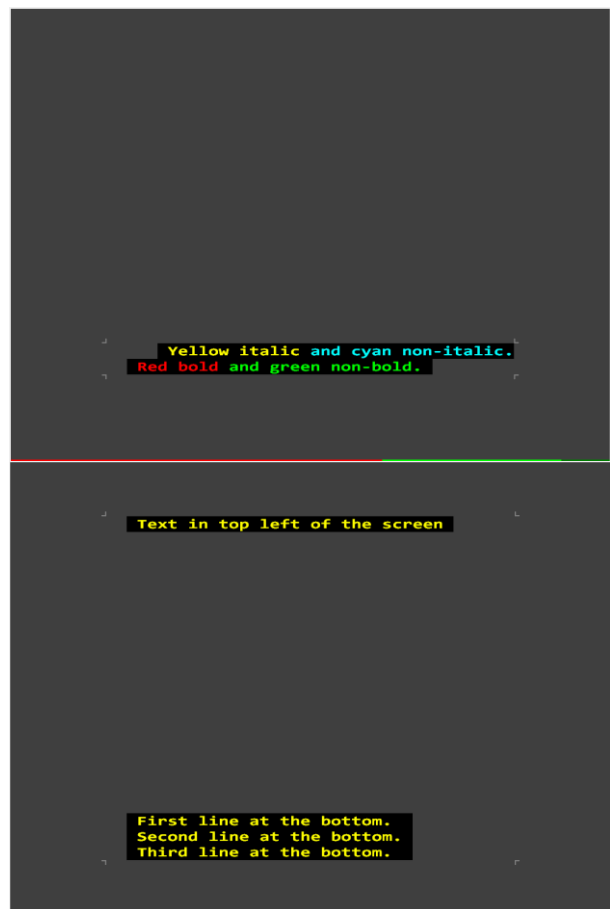 Yellow italic and cyan non-italic.
Red bold and green non-bold.
Text in top left of the screen
First line at the bottom.
Second line at the bottom.
Third line at the bottom.